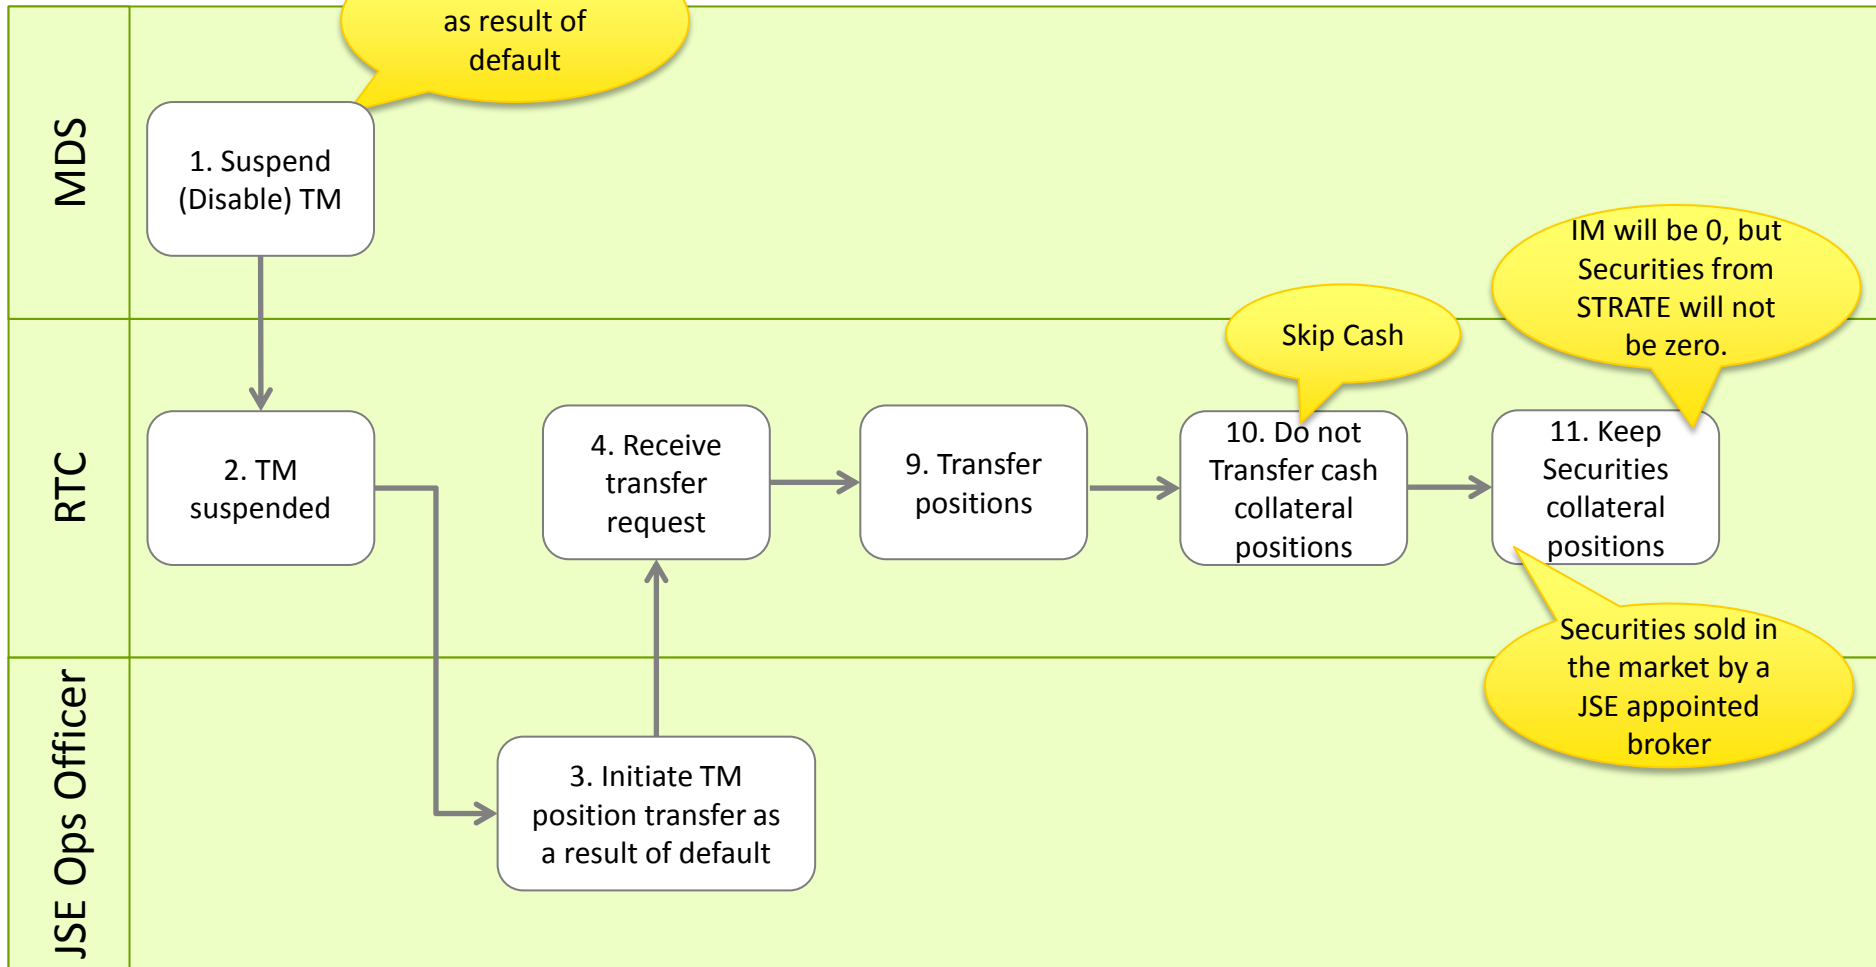 as result of
default
MDS
1. Suspend
(Disable) TM
IM will be 0, but
Securities from
STRATE will not
be zero.
Skip Cash
RTC
2. TM
suspended
4. Receive
transfer
request
9. Transfer
positions
10. Do not
Transfer cash
collateral
positions
11. Keep
Securities
collateral
positions
Securities sold in
the market by a
JSE appointed
broker
JSE Ops Officer
3. Initiate TM
position transfer as
a result of default